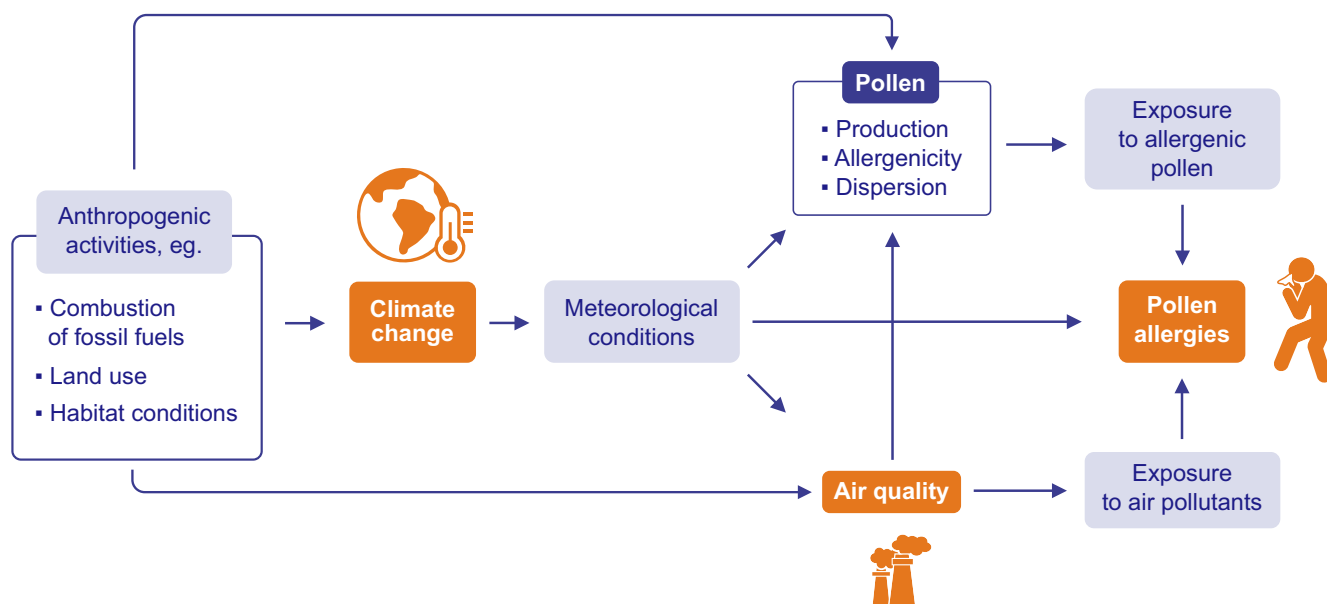 Anthropogenic
activities, eg.
▪ Combustion
of fossil fuels
▪ Land use
▪ Habitat conditions
Climate
change
Meteorological
conditions
Pollen
▪ Production
▪ Allergenicity
▪ Dispersion
Air quality
Exposure
to allergenic
pollen
Pollen
allergies
Exposure
to air pollutants